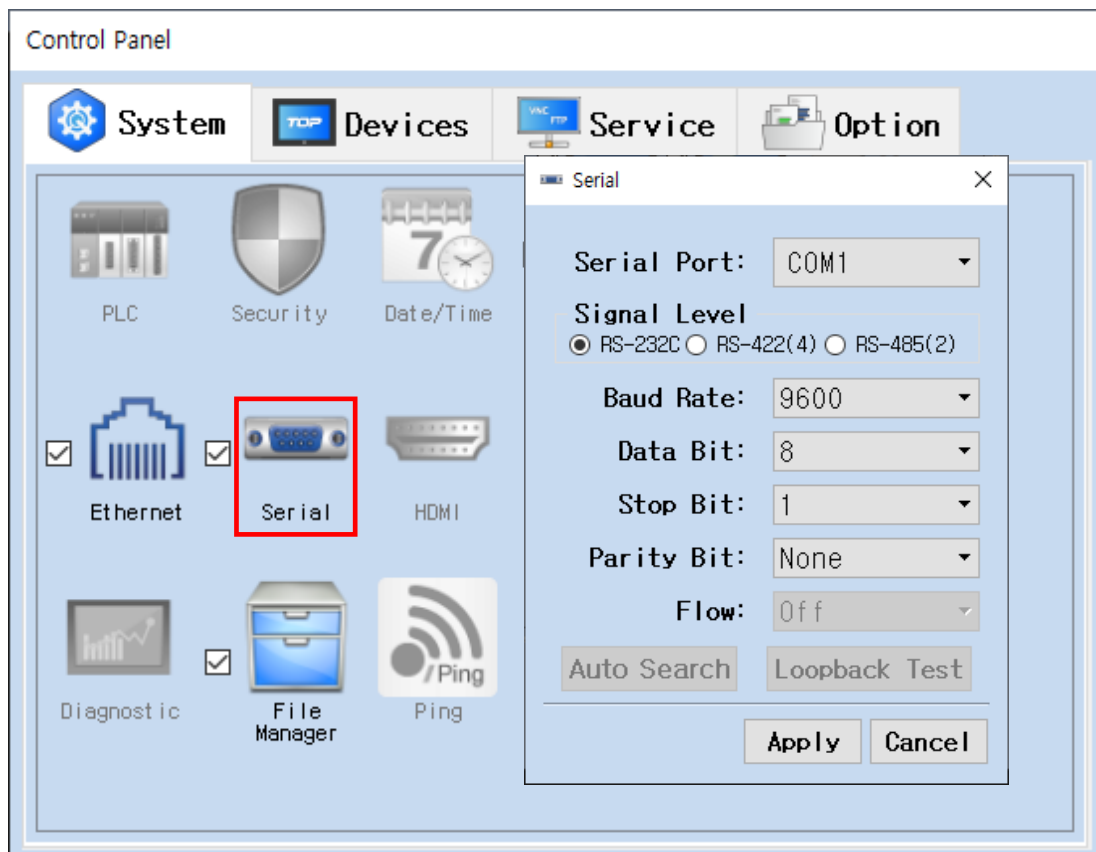 Control Panel
System
TOP
Devices
VNC
FTP
Service
Option
PLC
Security
7
Date/Time
Ethernet
Serial
HDMI
Diagnostic
File
Manager
/Ping
Ping
Serial
Serial Port: COM1
Signal Level
RS-232C RS-422(4) RS-485(2)
Baud Rate: 9600
Data Bit: 8
Stop Bit: 1
Parity Bit: None
Flow: Off
Auto Search Loopback Test
Apply Cancel